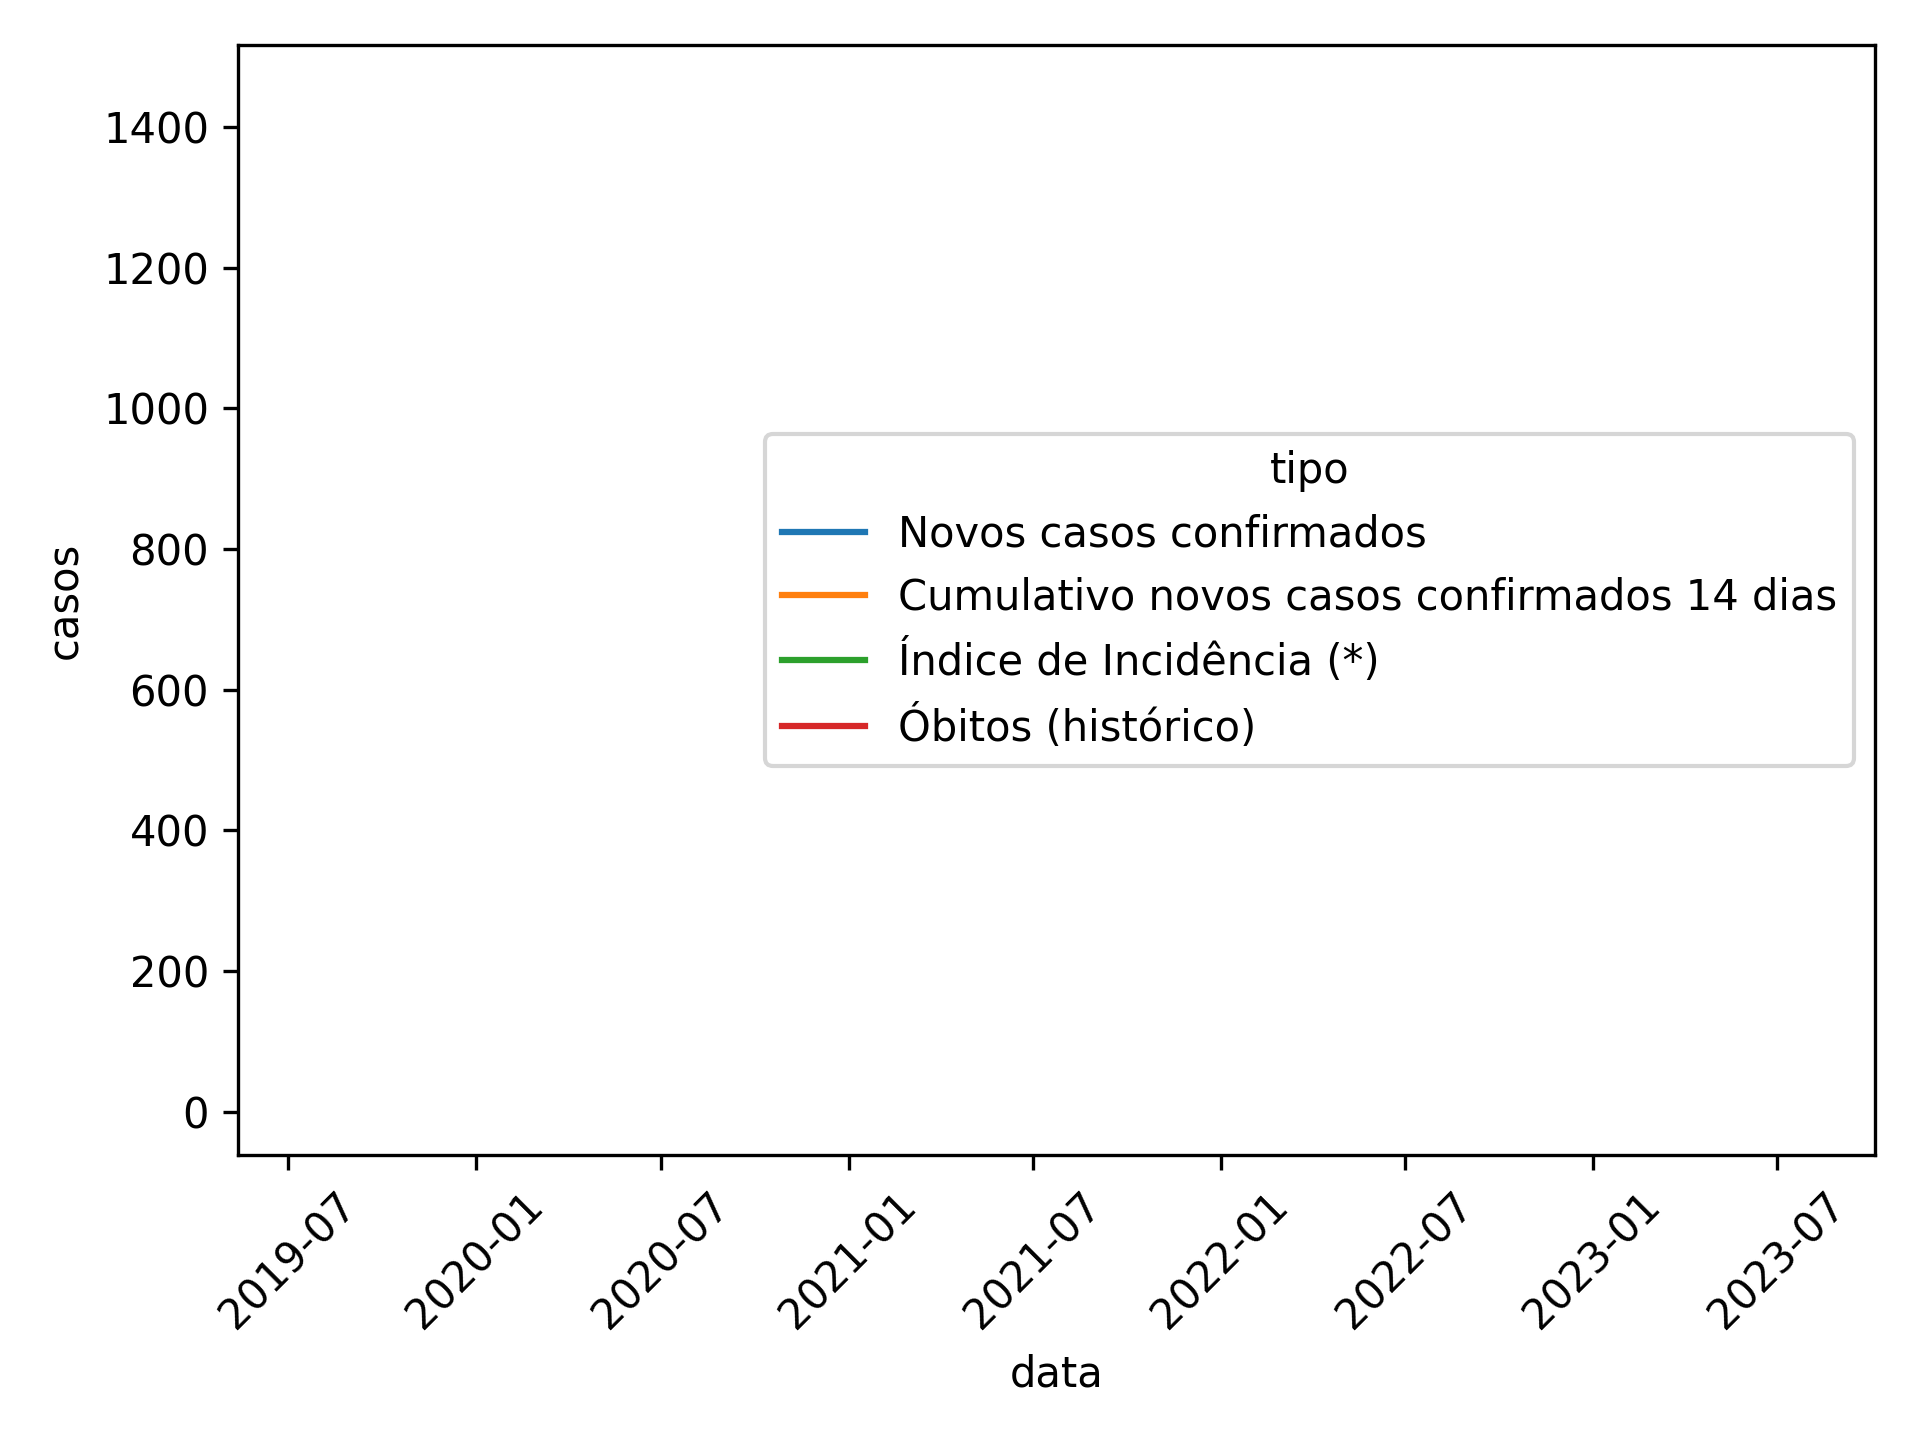 1400
1200
1000
800
600
400
200
0
casos
tipo
Novos casos confirmados
Cumulativo novos casos confirmados 14 dias
Índice de Incidência (*)
Óbitos (histórico)
2019-07
2020-01
2020-07
2021-01
2021-07
2022-01
2022-07
2023-01
2023-07
data